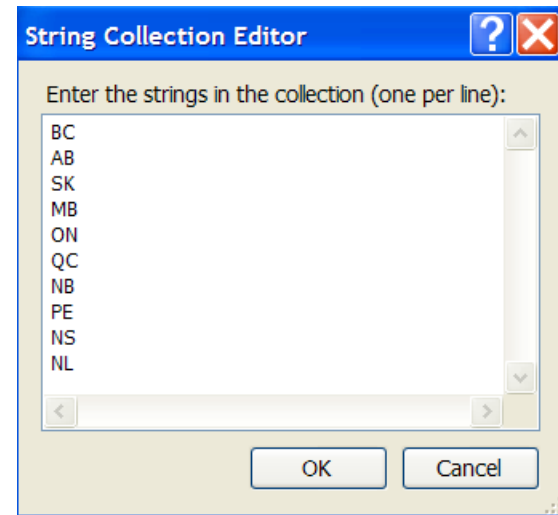 String Collection Editor
Enter the strings in the collection (one per line):
BC
AB
SK
MB
ON
QC
NB
PE
NS
NL
OK Cancel